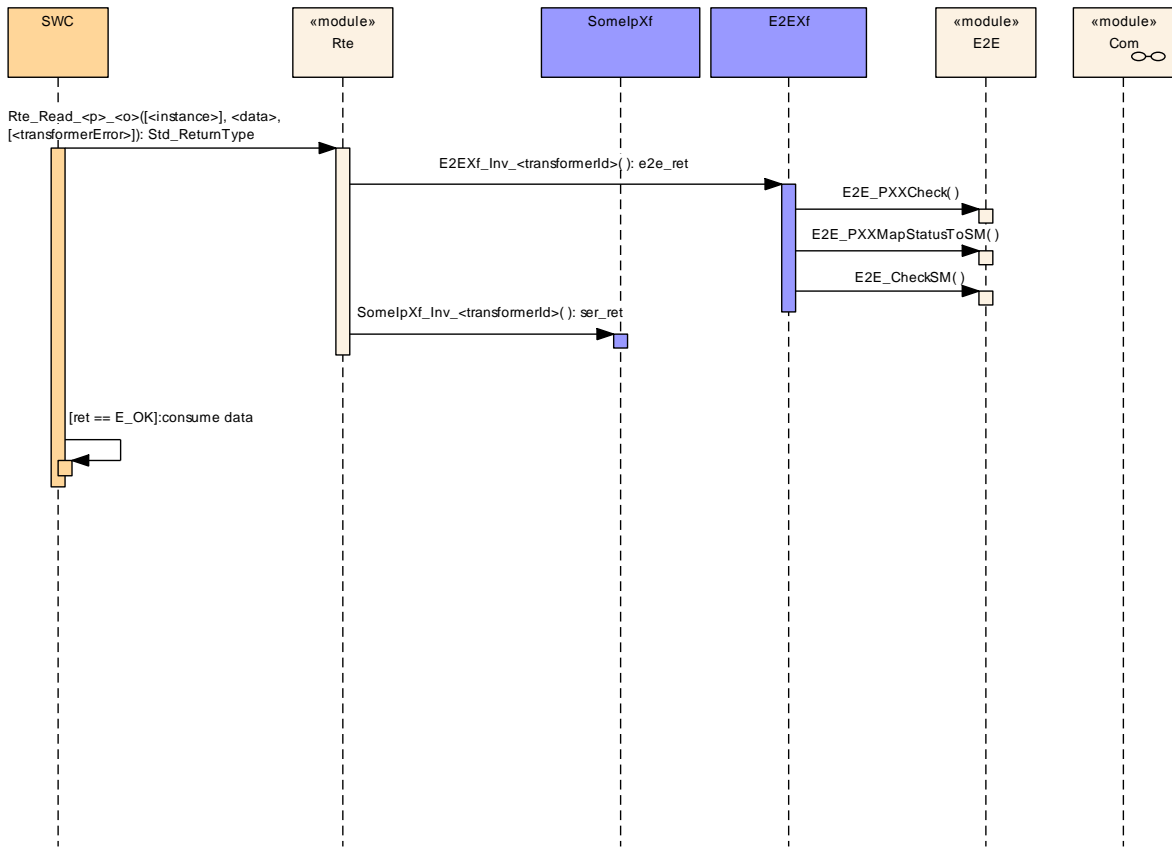 SWC
«module»
Rte
SomeIpXf
E2EXf
«module»
E2E
«module»
Com
Rte_Read_<p>_<o>([<instance>], <data>,
[<transformerError>]): Std_ReturnType
E2EXf_Inv_<transformerId>( ): e2e_ret
E2E_PXXCheck( )
E2E_PXXMapStatusToSM( )
E2E_CheckSM( )
SomeIpXf_Inv_<transformerId>( ): ser_ret
[ret == E_OK]:consume data